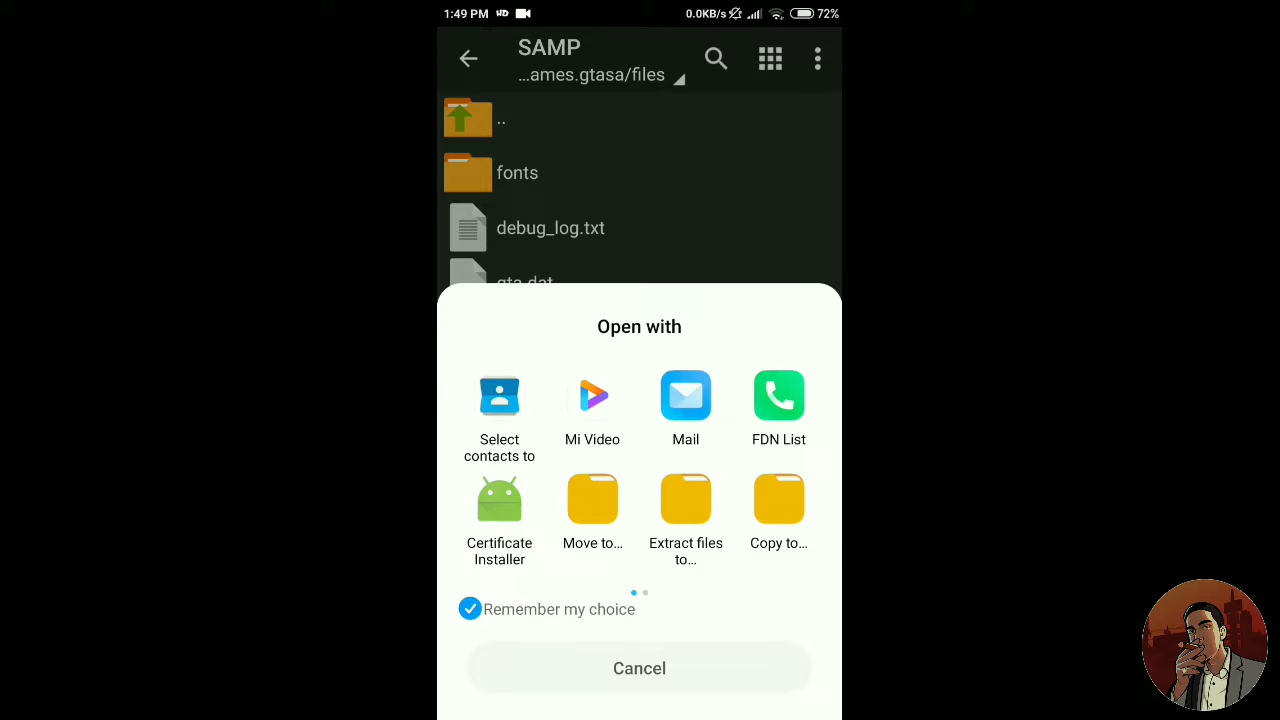 1:49 PM HD 0.0KB/s 72%
SAMP
...ames.gtasa/files
..
fonts
debug_log.txt
gta.dat
Open with
Select contacts to
Mi Video
Mail
FDN List
Certificate Installer
Move to...
Extract files to...
Copy to...
Remember my choice
Cancel